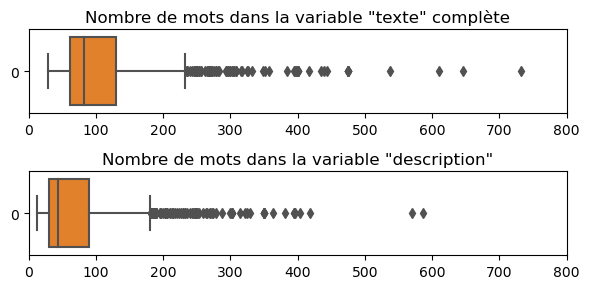 Nombre de mots dans la variable "texte" complète
0
0 100 200 300 400 500 600 700 800
Nombre de mots dans la variable "description"
0
0 100 200 300 400 500 600 700 800